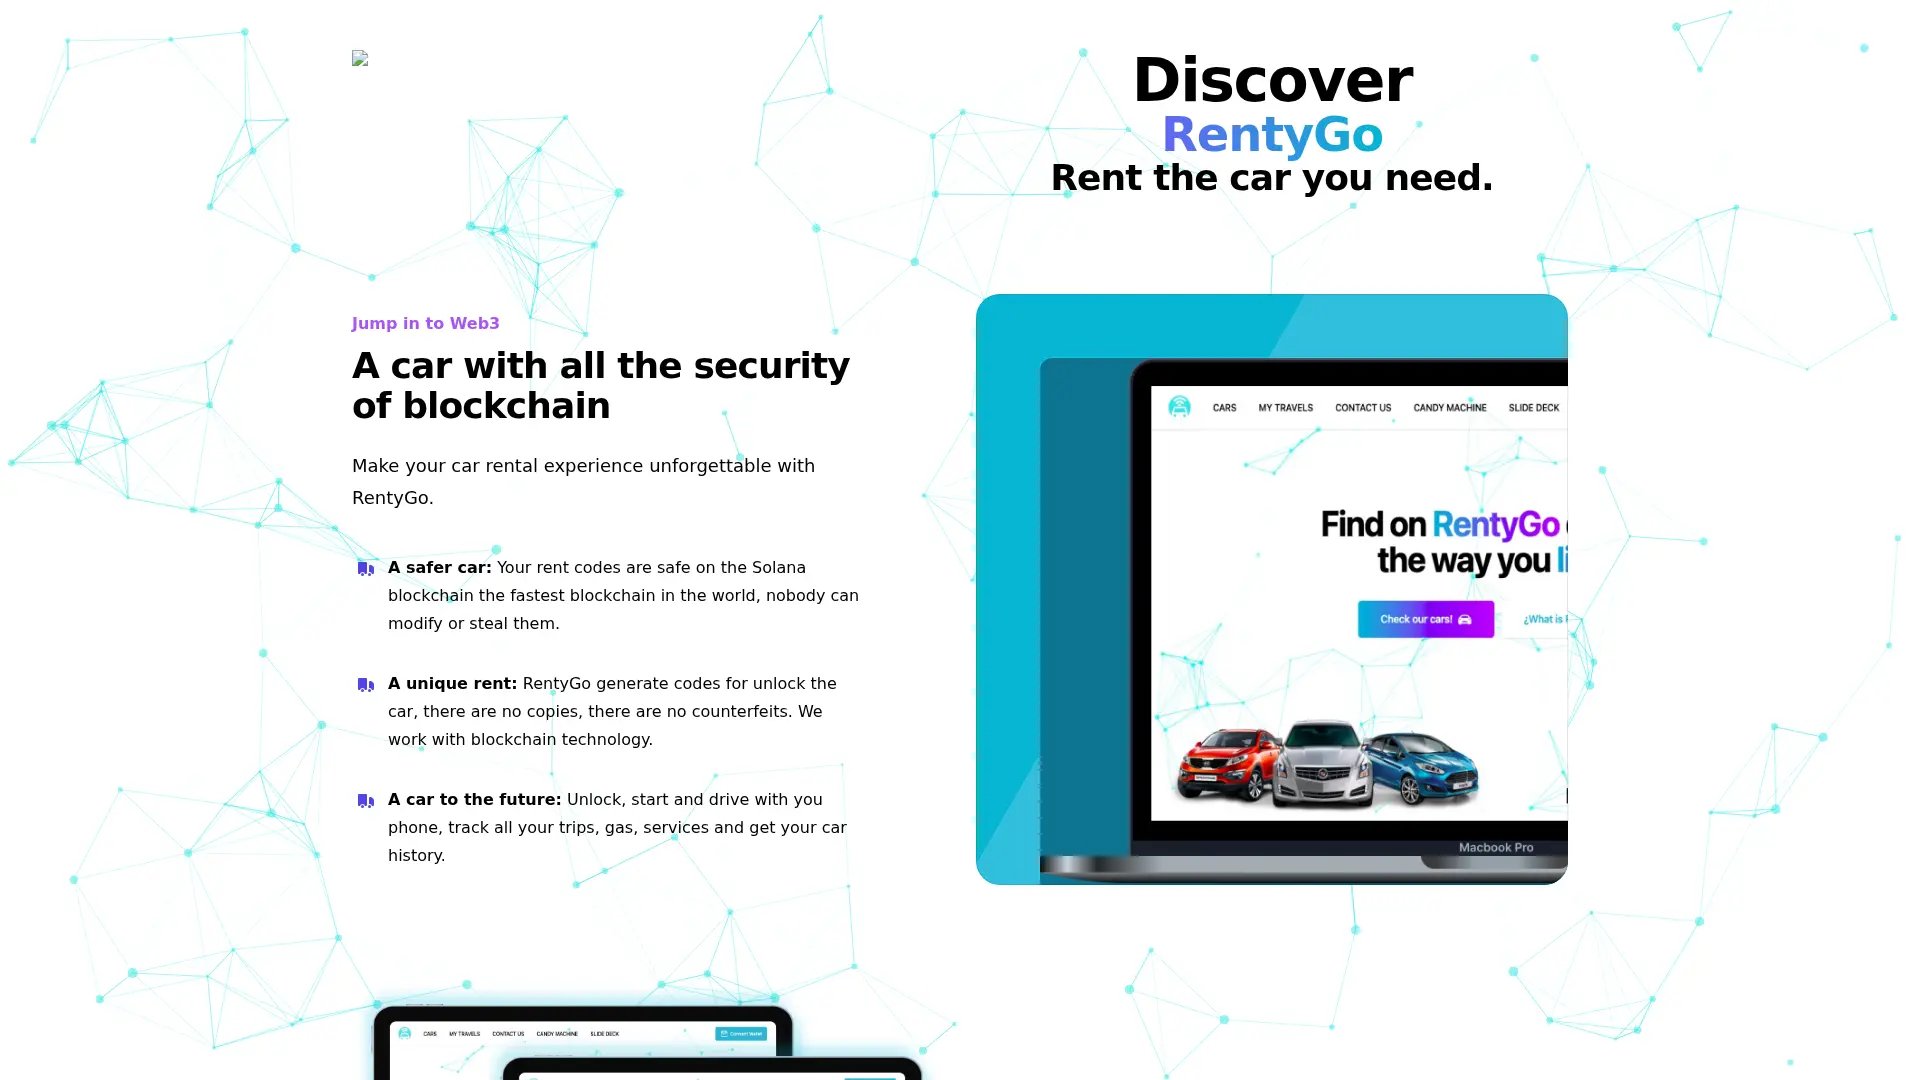 Discover
RentyGo
Rent the car you need.
Jump in to Web3
A car with all the security
of blockchain
Make your car rental experience unforgettable with
RentyGo.
A safer car: Your rent codes are safe on the Solana
blockchain the fastest blockchain in the world, nobody can
modify or steal them.
A unique rent: RentyGo generate codes for unlock the
car, there are no copies, there are no counterfeits. We
work with blockchain technology.
A car to the future: Unlock, start and drive with you
phone, track all your trips, gas, services and get your car
history.
CARS MY TRAVELS CONTACT US CANDY MACHINE SLIDE DECK
Find on RentyGo
the way you
Check our cars!
¿What is
Macbook Pro
CARS MY TRAVELS CONTACT US CANDY MACHINE SLIDE DECK Connect Wallet